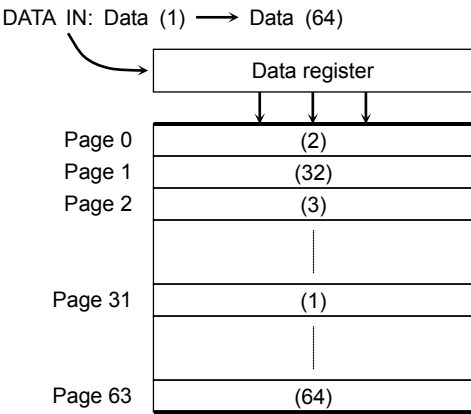 DATA IN: Data (1) ⟶ Data (64)
Data register
Page 0 (2)
Page 1 (32)
Page 2 (3)
Page 31 (1)
Page 63 (64)